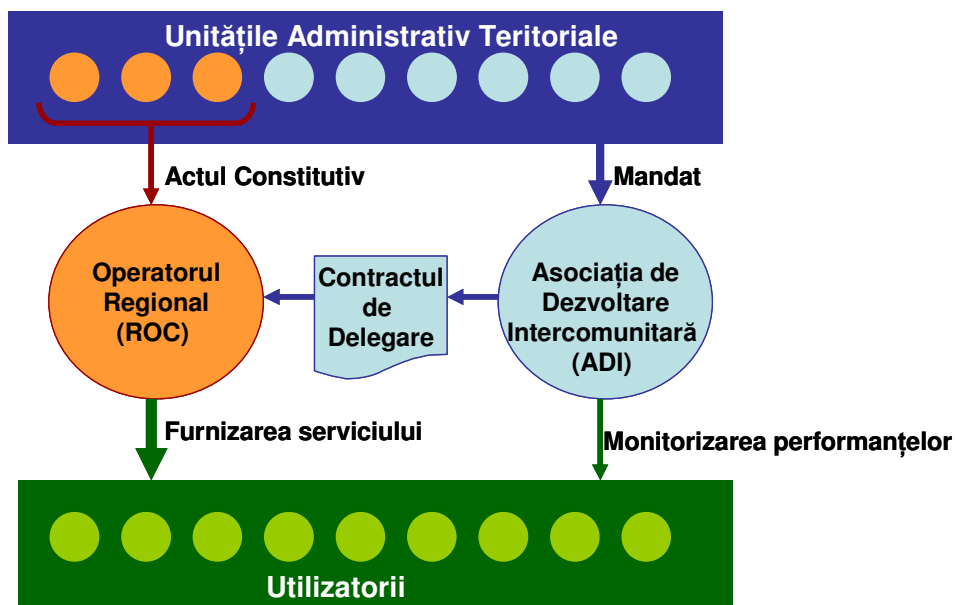 Unitățile Administrativ Teritoriale
Actul Constitutiv
Mandat
Operatorul
Regional
(ROC)
Contractul
de
Delegare
Asociația de
Dezvoltare
Intercomunitară
(ADI)
Furnizarea serviciului
Monitorizarea performanțelor
Utilizatorii